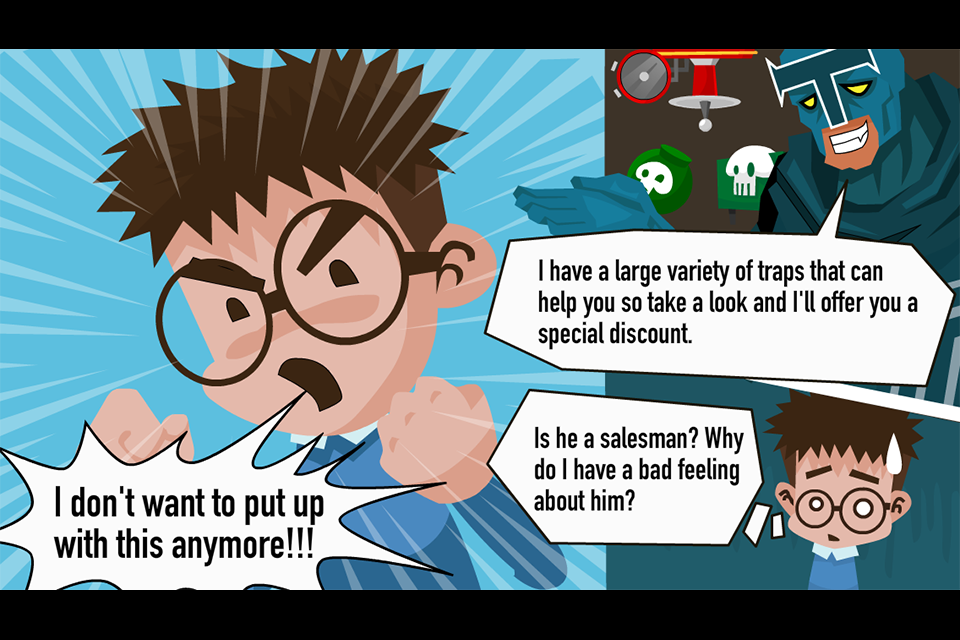 I don't want to put up
with this anymore!!!
T
I have a large variety of traps that can
help you so take a look and I'll offer you a
special discount.
Is he a salesman? Why
do I have a bad feeling
about him?